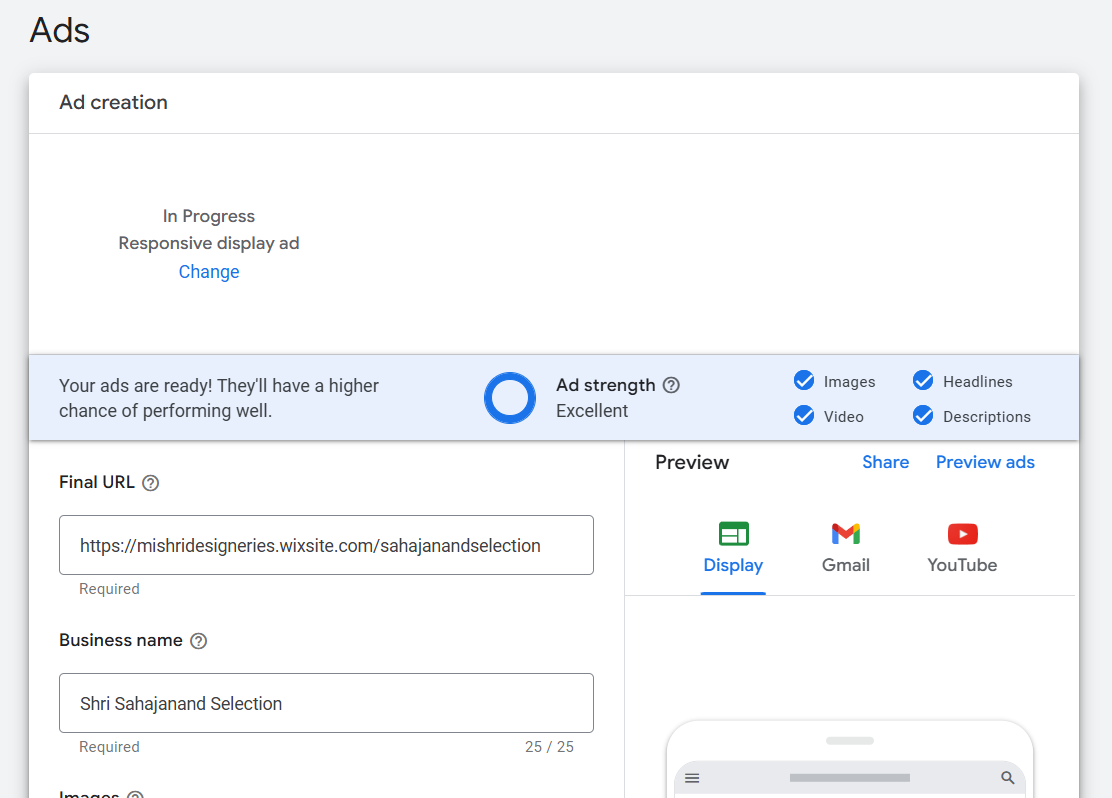 Ads
Ad creation
In Progress
Responsive display ad
Change
Your ads are ready! They'll have a higher
chance of performing well.
Ad strength
Excellent
Images
Headlines
Video
Descriptions
Final URL
https://mishridesigneries.wixsite.com/sahajanandselection
Required
Business name
Shri Sahajanand Selection
Required
25 / 25
Images
Preview
Share
Preview ads
Display
Gmail
YouTube